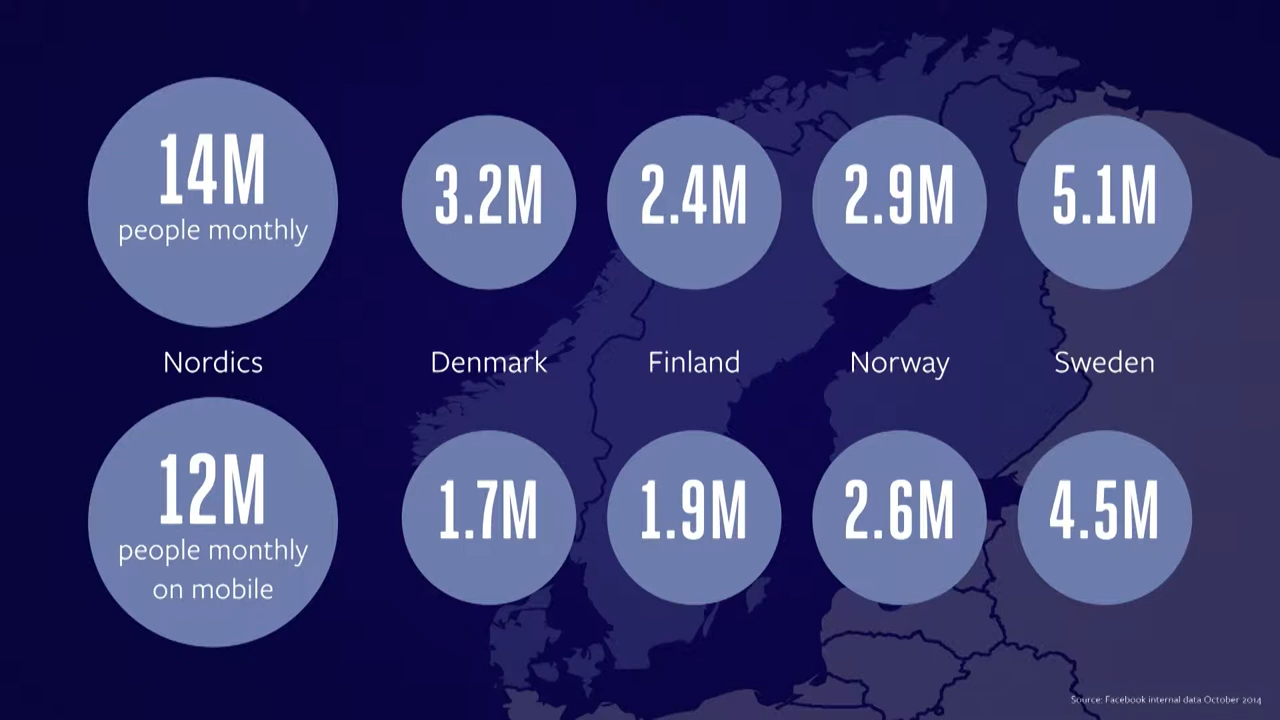 14M
people monthly
3.2M
2.4M
2.9M
5.1M
Nordics
Denmark
Finland
Norway
Sweden
12M
people monthly
on mobile
1.7M
1.9M
2.6M
4.5M
Source: Facebook internal data October 2014